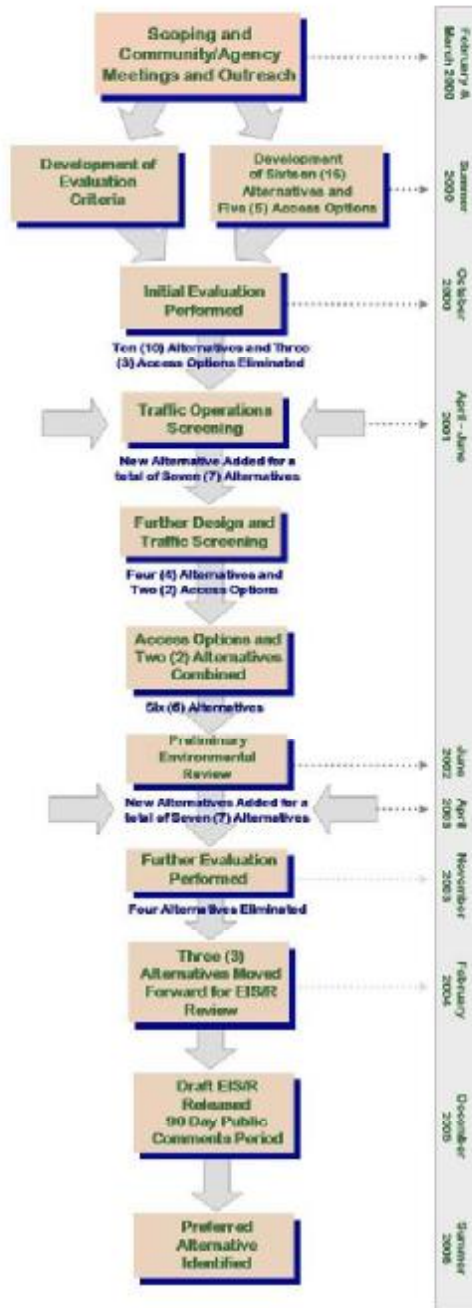 Scoping and
Community/Agency
Meetings and Outreach
February &
March 2000
Development of
Evaluation
Criteria
Development
of Sixteen (16)
Alternatives and
Five (5) Access Options
Summer
2000
Initial Evaluation
Performed
October
2000
Ten (10) Alternatives and Three
(3) Access Options Eliminated
Traffic Operations
Screening
April - June
2001
New Alternative Added for a
total of Seven (7) Alternatives
Further Design and
Traffic Screening
Four (4) Alternatives and
Two (2) Access Options
Access Options and
Two (2) Alternatives
Combined
Six (6) Alternatives
Preliminary
Environmental
Review
June
2002
New Alternatives Added for a
total of Seven (7) Alternatives
April
2003
Further Evaluation
Performed
November
2003
Four Alternatives Eliminated
Three (3)
Alternatives Moved
Forward for EIS/R
Review
February
2004
Draft EIS/R
Released
90 Day Public
Comments Period
December
2005
Preferred
Alternative
Identified
Summer
2006